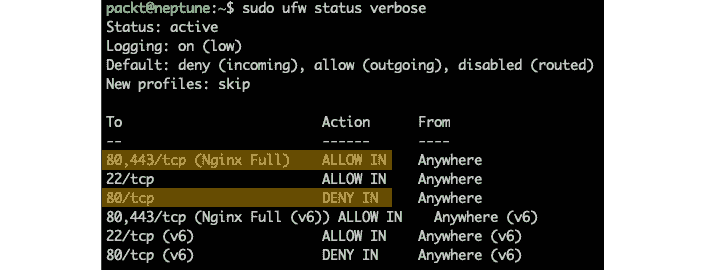 packt@neptune:~$ sudo ufw status verbose
Status: active
Logging: on (low)
Default: deny (incoming), allow (outgoing), disabled (routed)
New profiles: skip
To Action From
-- ------ ----
80,443/tcp (Nginx Full) ALLOW IN Anywhere
22/tcp ALLOW IN Anywhere
80/tcp DENY IN Anywhere
80,443/tcp (Nginx Full (v6)) ALLOW IN Anywhere (v6)
22/tcp (v6) ALLOW IN Anywhere (v6)
80/tcp (v6) DENY IN Anywhere (v6)